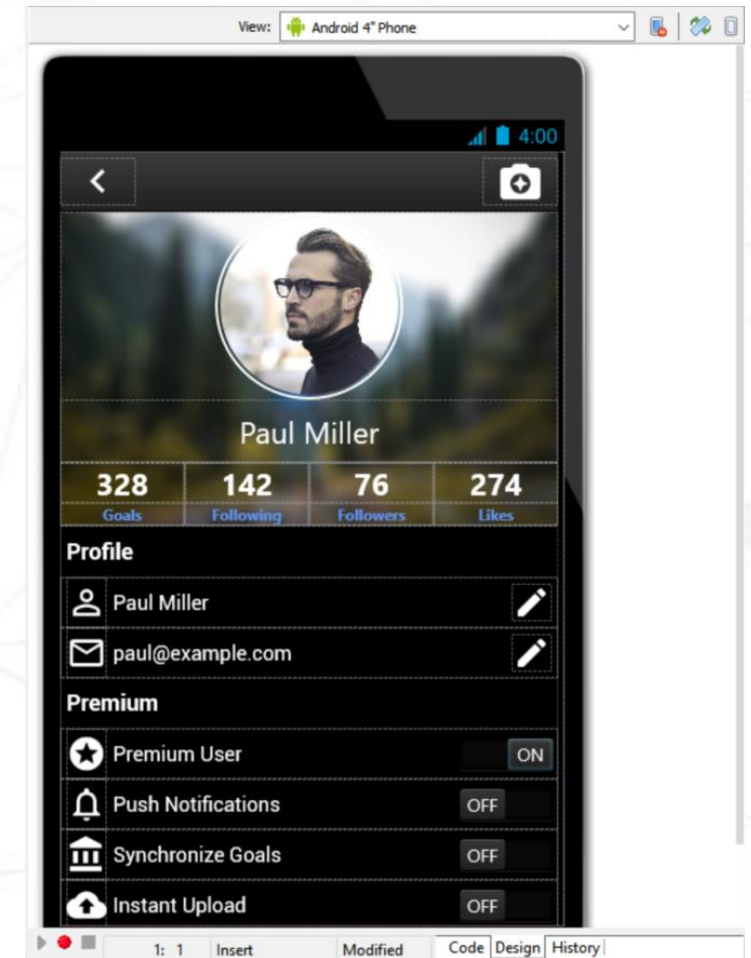 View: Android 4" Phone
4:00
Paul Miller
328 142 76 274
Goals Following Followers Likes
Profile
Paul Miller
paul@example.com
Premium
Premium User ON
Push Notifications OFF
Synchronize Goals OFF
Instant Upload OFF
1: 1 Insert Modified Code Design History